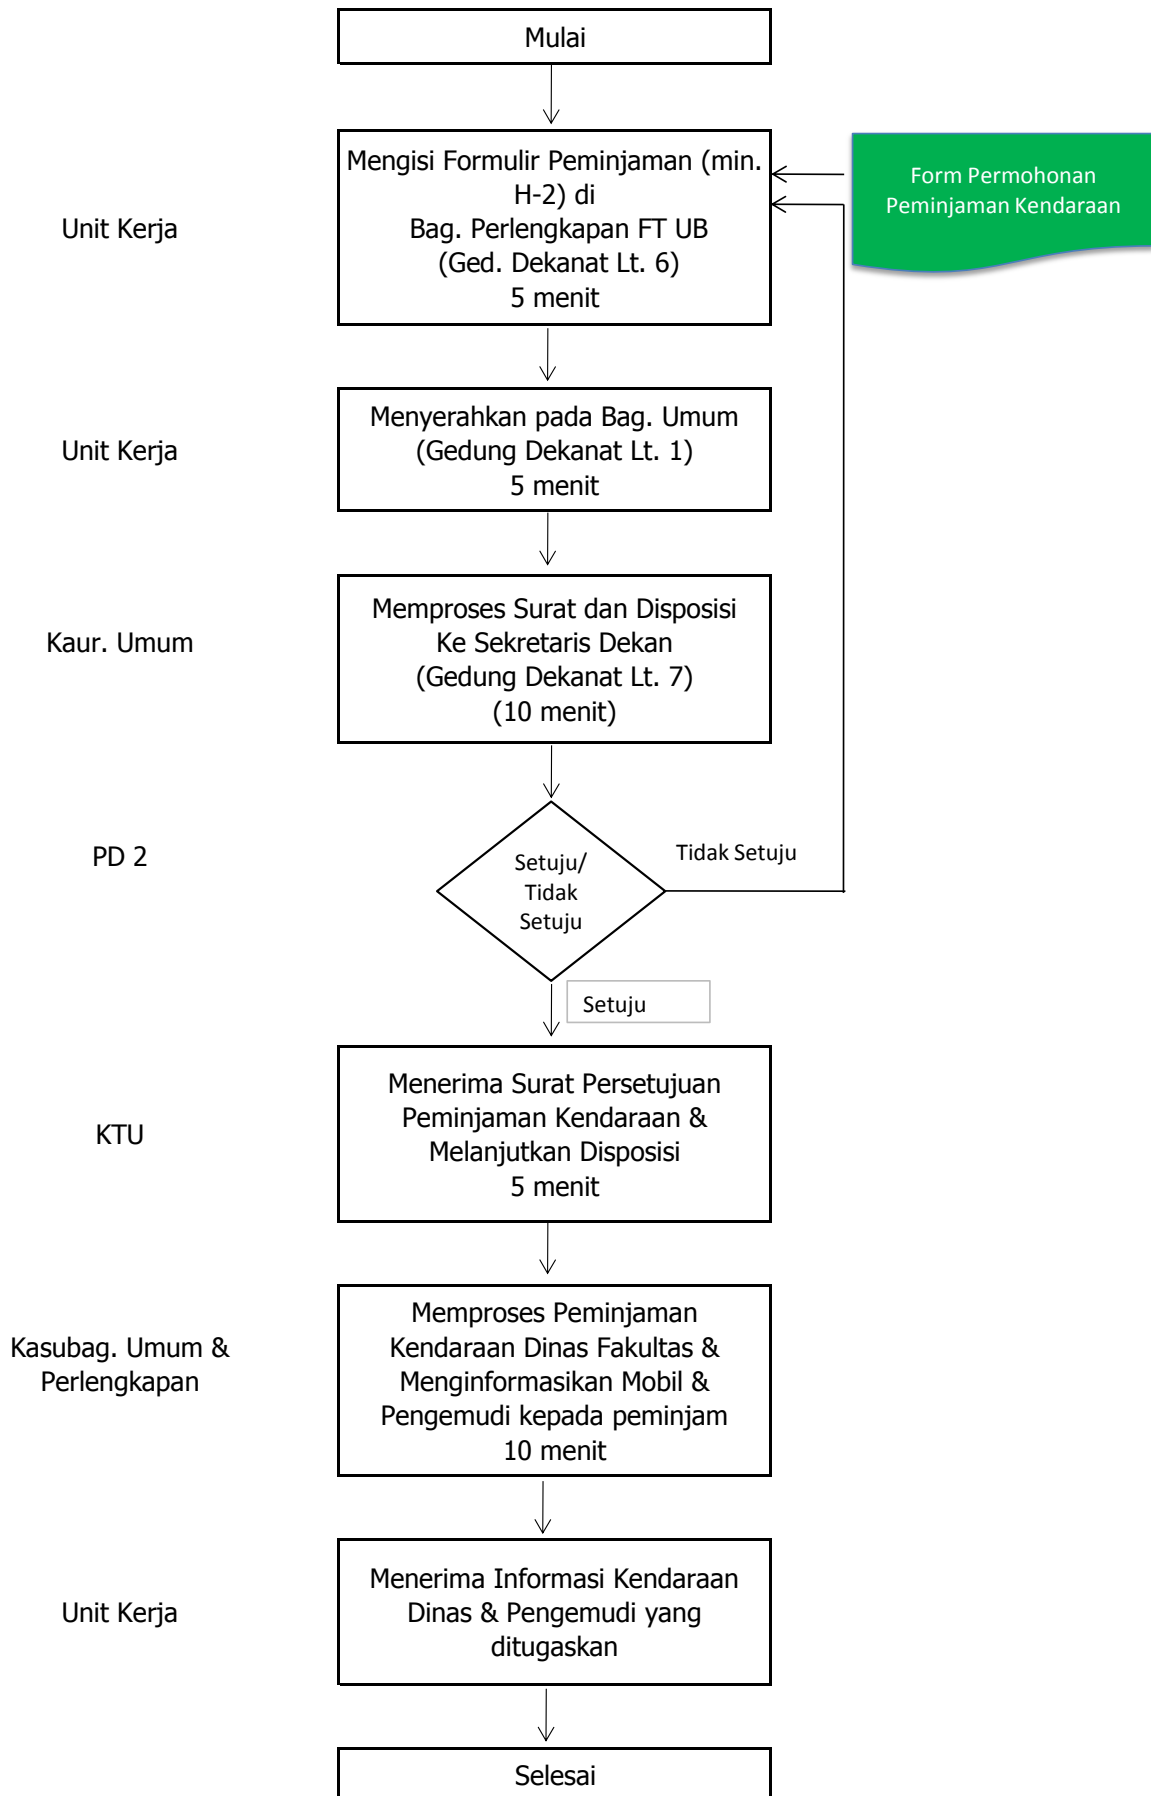 Mulai
Unit Kerja
Mengisi Formulir Peminjaman (min.
H-2) di
Bag. Perlengkapan FT UB
(Ged. Dekanat Lt. 6)
5 menit
Form Permohonan
Peminjaman Kendaraan
Unit Kerja
Menyerahkan pada Bag. Umum
(Gedung Dekanat Lt. 1)
5 menit
Kaur. Umum
Memproses Surat dan Disposisi
Ke Sekretaris Dekan
(Gedung Dekanat Lt. 7)
(10 menit)
PD 2
Setuju/
Tidak
Setuju
Tidak Setuju
Setuju
KTU
Menerima Surat Persetujuan
Peminjaman Kendaraan &
Melanjutkan Disposisi
5 menit
Kasubag. Umum &
Perlengkapan
Memproses Peminjaman
Kendaraan Dinas Fakultas &
Menginformasikan Mobil &
Pengemudi kepada peminjam
10 menit
Unit Kerja
Menerima Informasi Kendaraan
Dinas & Pengemudi yang
ditugaskan
Selesai